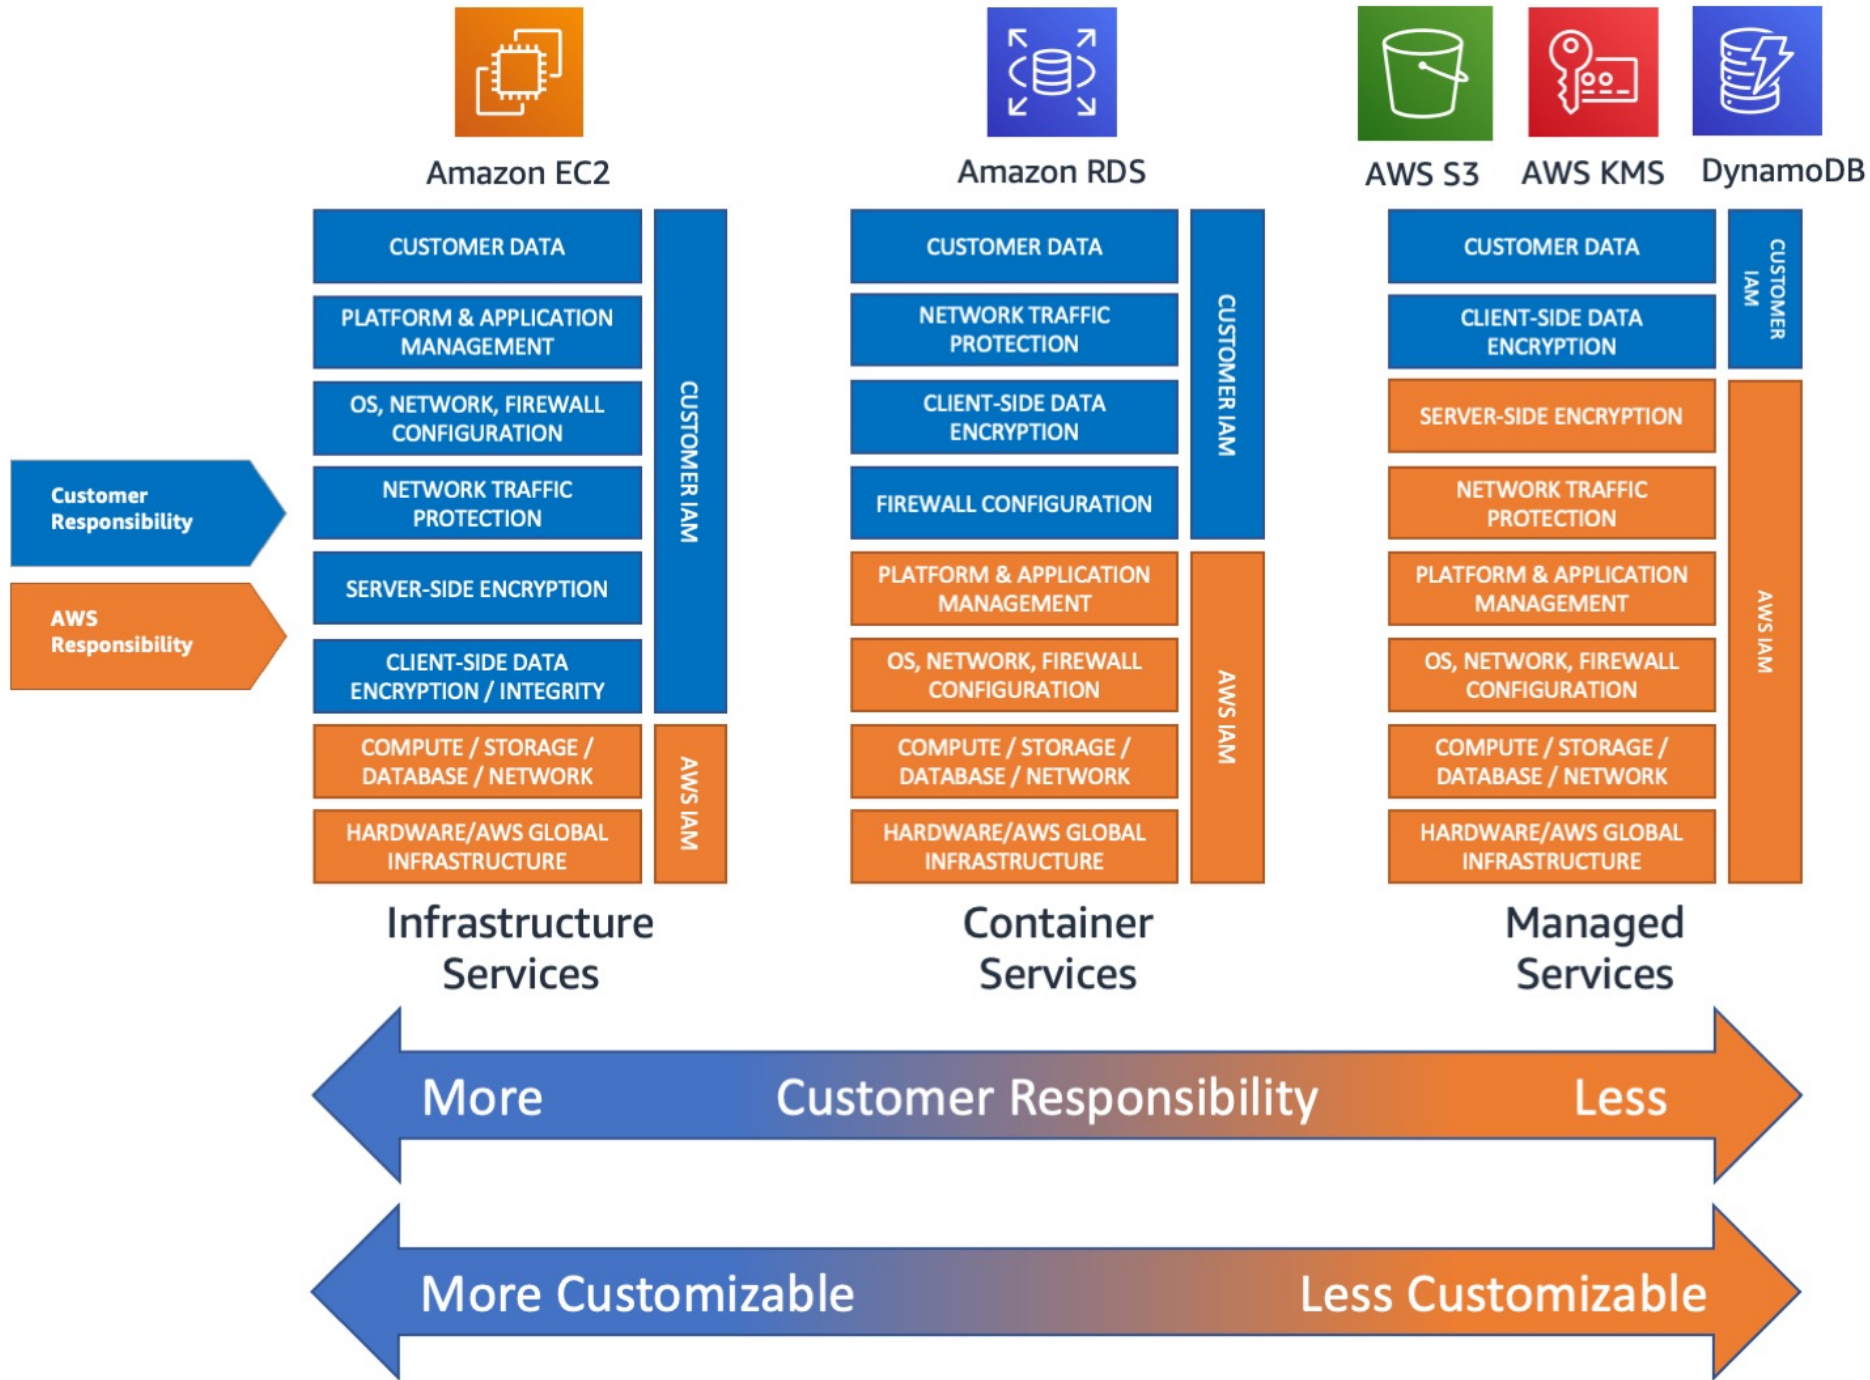 Amazon EC2
Amazon RDS
AWS S3
AWS KMS
DynamoDB
Customer
Responsibility
AWS
Responsibility
CUSTOMER DATA
PLATFORM & APPLICATION
MANAGEMENT
OS, NETWORK, FIREWALL
CONFIGURATION
NETWORK TRAFFIC
PROTECTION
SERVER-SIDE ENCRYPTION
CLIENT-SIDE DATA
ENCRYPTION / INTEGRITY
COMPUTE / STORAGE /
DATABASE / NETWORK
HARDWARE/AWS GLOBAL
INFRASTRUCTURE
CUSTOMER IAM
AWS IAM
Infrastructure
Services
CUSTOMER DATA
NETWORK TRAFFIC
PROTECTION
CLIENT-SIDE DATA
ENCRYPTION
FIREWALL CONFIGURATION
PLATFORM & APPLICATION
MANAGEMENT
OS, NETWORK, FIREWALL
CONFIGURATION
COMPUTE / STORAGE /
DATABASE / NETWORK
HARDWARE/AWS GLOBAL
INFRASTRUCTURE
CUSTOMER IAM
AWS IAM
Container
Services
CUSTOMER DATA
CLIENT-SIDE DATA
ENCRYPTION
SERVER-SIDE ENCRYPTION
NETWORK TRAFFIC
PROTECTION
PLATFORM & APPLICATION
MANAGEMENT
OS, NETWORK, FIREWALL
CONFIGURATION
COMPUTE / STORAGE /
DATABASE / NETWORK
HARDWARE/AWS GLOBAL
INFRASTRUCTURE
CUSTOMER
IAM
AWS IAM
Managed
Services
More Customer Responsibility Less
More Customizable Less Customizable